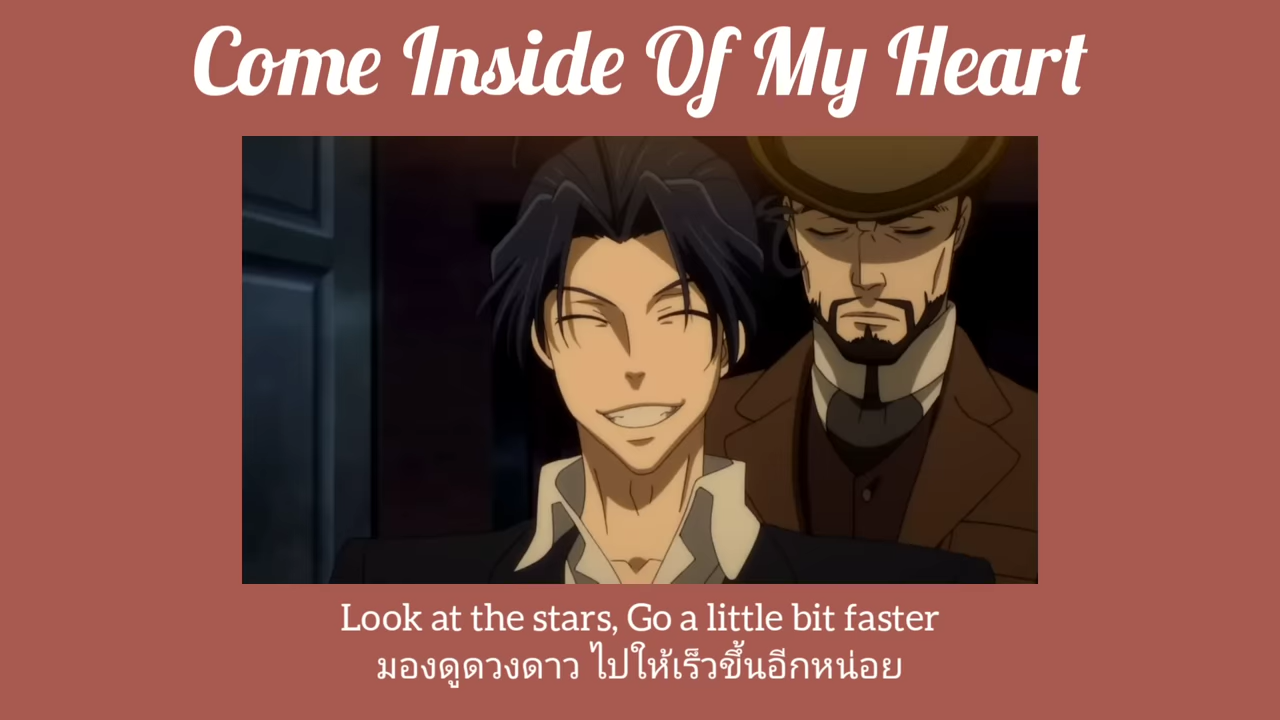 Come Inside Of My Heart
Look at the stars, Go a little bit faster
มองดูดวงดาว ไปให้เร็วขึ้นอีกหน่อย